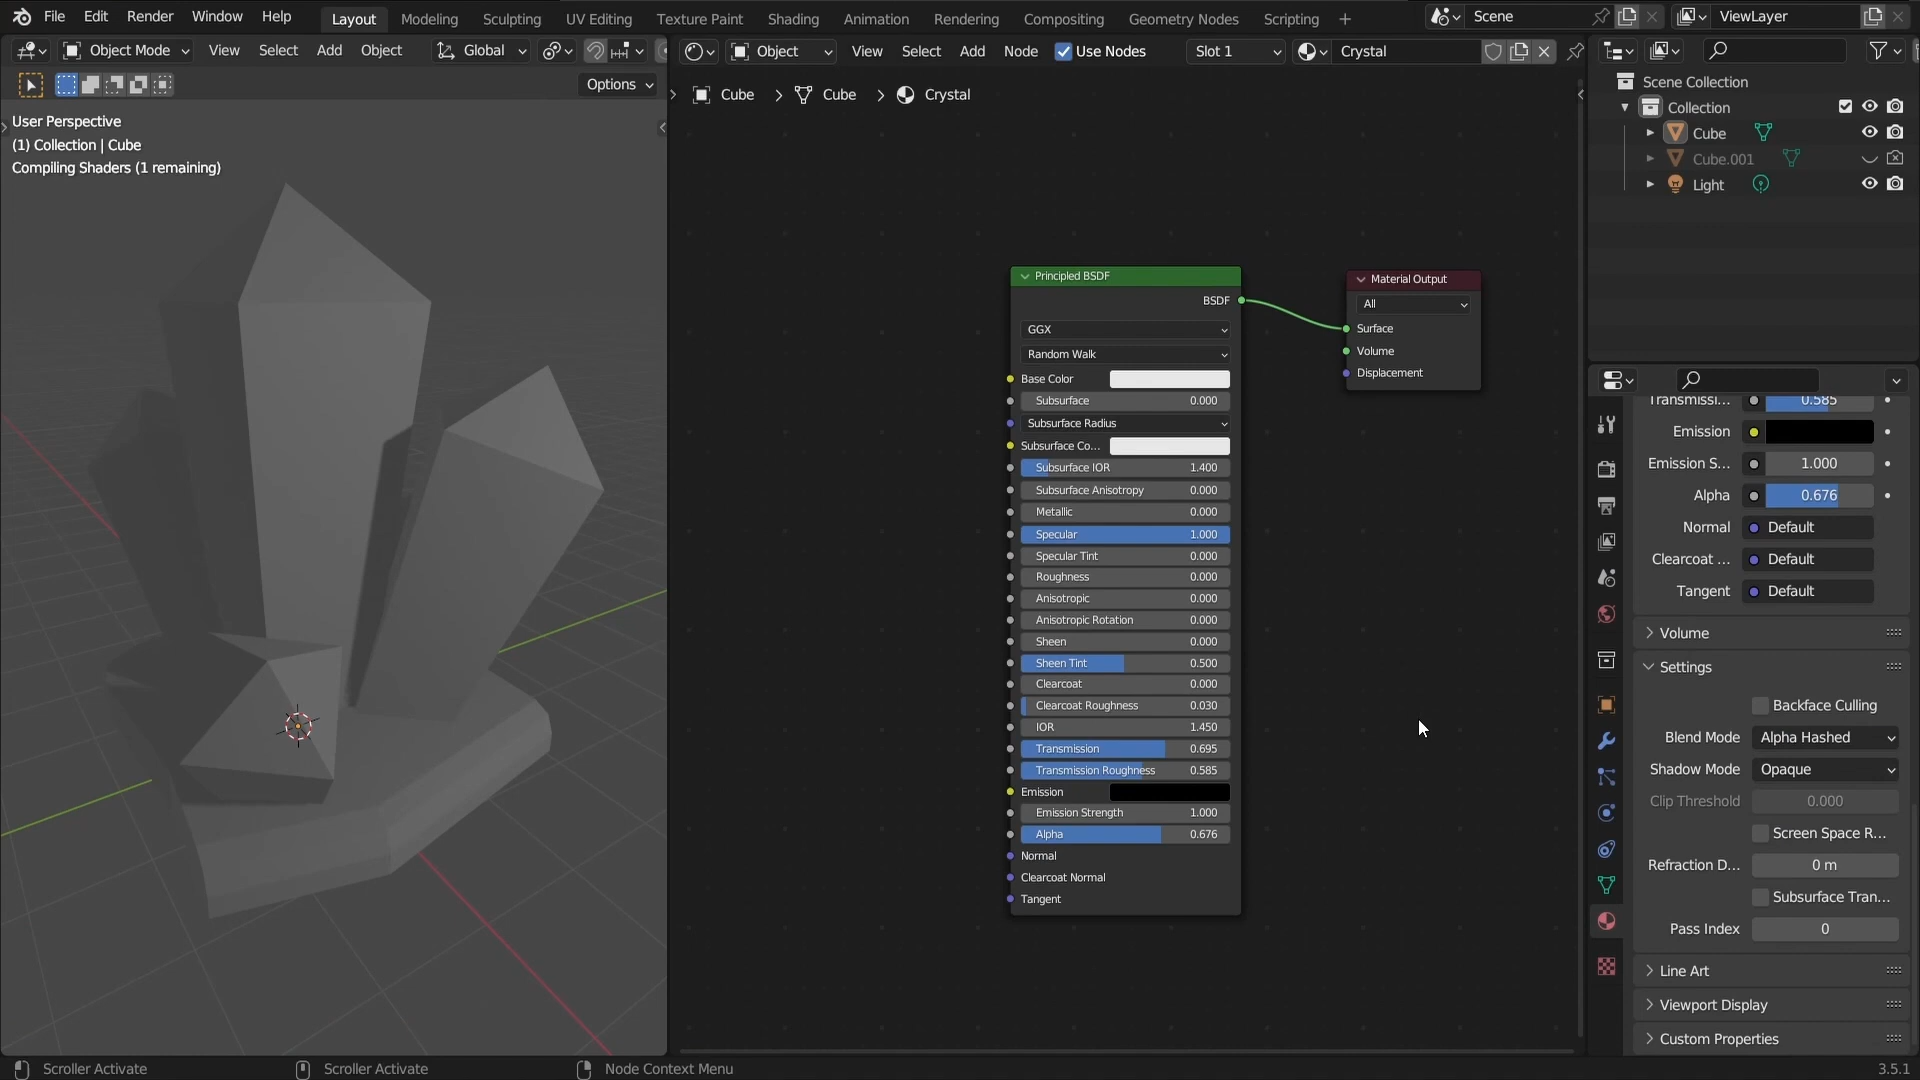 File Edit Render Window Help
Layout Modeling Sculpting UV Editing Texture Paint Shading Animation Rendering Compositing Geometry Nodes Scripting
Scene
ViewLayer
Object Mode View Select Add Object Global
Object View Select Add Node Use Nodes Slot 1 Crystal
Options
Cube Cube Crystal
User Perspective
(1) Collection | Cube
Compiling Shaders (1 remaining)
Scene Collection
Collection
Cube
Cube.001
Light
Principled BSDF
BSDF
GGX
Random Walk
Base Color
Subsurface 0.000
Subsurface Radius
Subsurface Co...
Subsurface IOR 1.400
Subsurface Anisotropy 0.000
Metallic 0.000
Specular 1.000
Specular Tint 0.000
Roughness 0.000
Anisotropic 0.000
Anisotropic Rotation 0.000
Sheen 0.000
Sheen Tint 0.500
Clearcoat 0.000
Clearcoat Roughness 0.030
IOR 1.450
Transmission 0.695
Transmission Roughness 0.585
Emission
Emission Strength 1.000
Alpha 0.676
Normal
Clearcoat Normal
Tangent
Material Output
All
Surface
Volume
Displacement
Transmissi... 0.585
Emission
Emission S... 1.000
Alpha 0.676
Normal Default
Clearcoat ... Default
Tangent Default
Volume
Settings
Backface Culling
Blend Mode Alpha Hashed
Shadow Mode Opaque
Clip Threshold 0.000
Screen Space R...
Refraction D... 0 m
Subsurface Tran...
Pass Index 0
Line Art
Viewport Display
Custom Properties
Scroller Activate Scroller Activate Node Context Menu 3.5.1